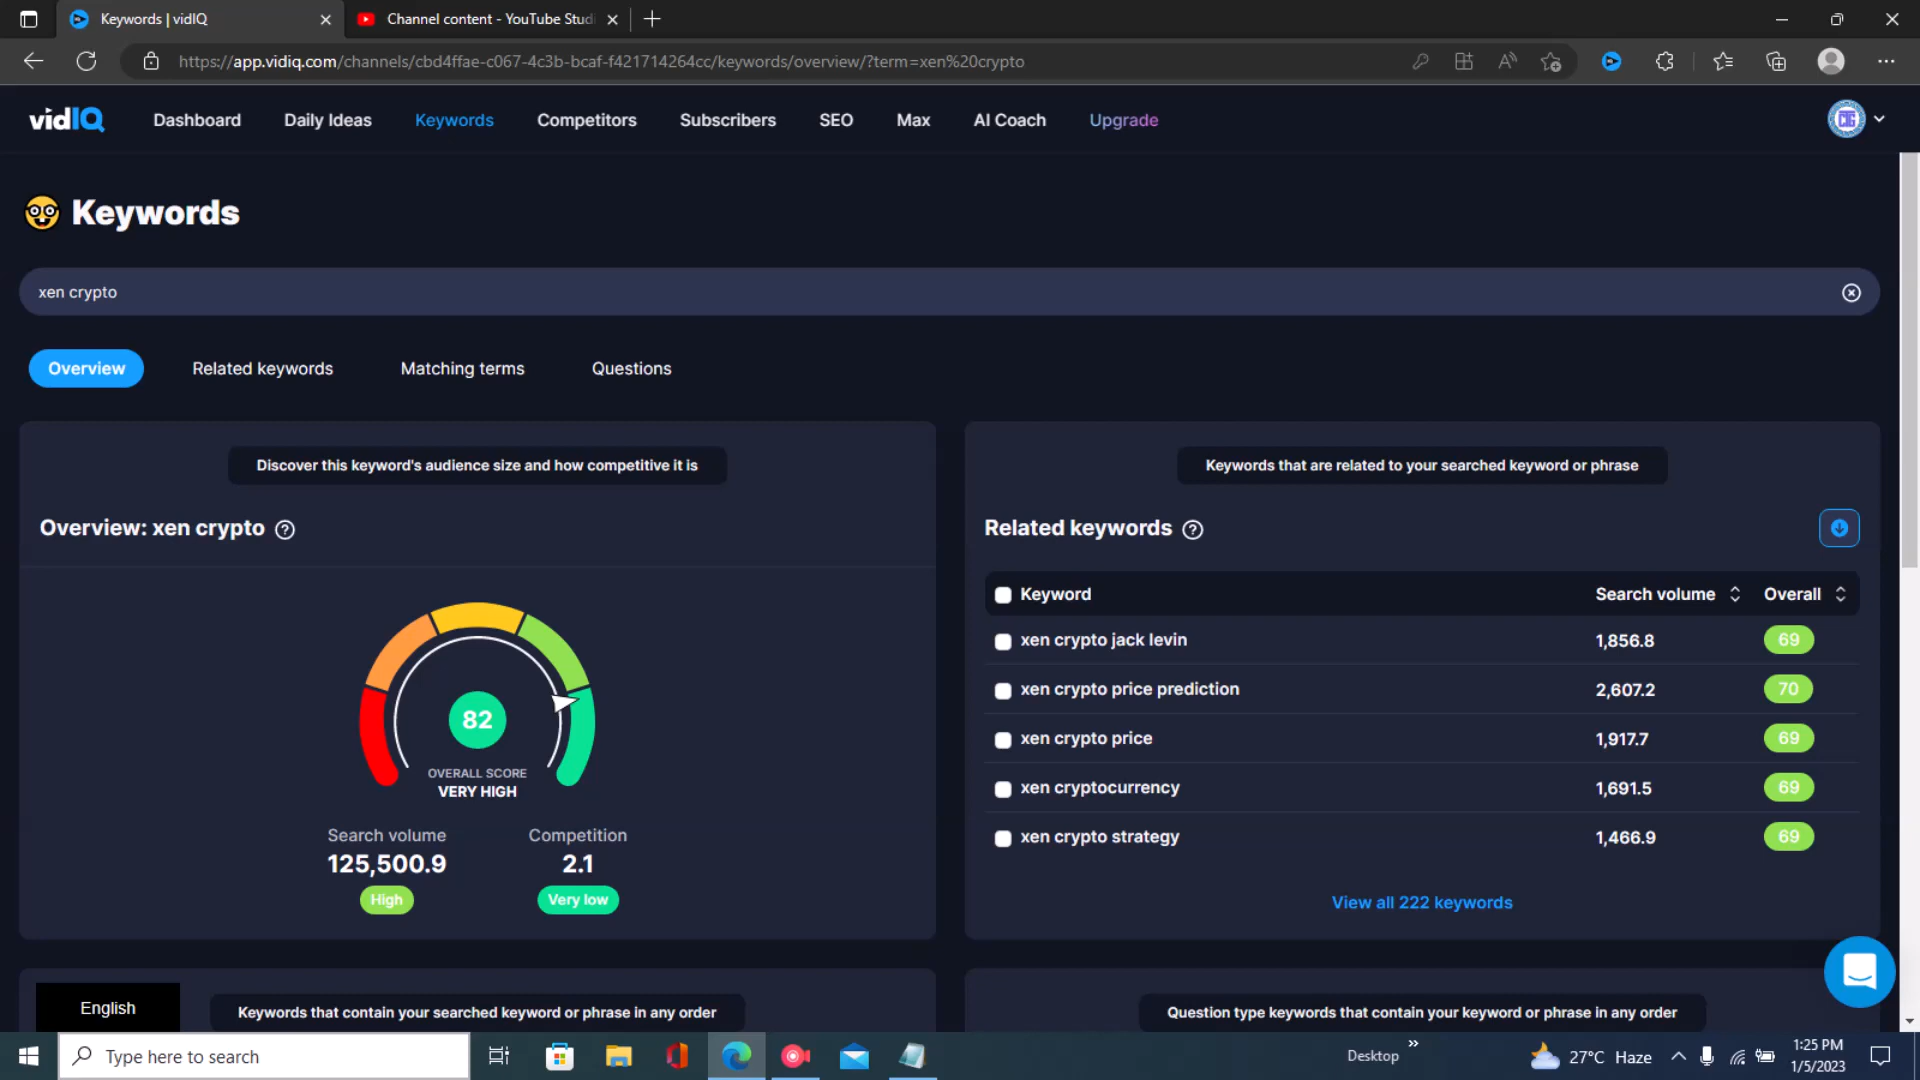 Keywords | vidIQ
Channel content - YouTube Studi
https://app.vidiq.com/channels/cbd4ffae-c067-4c3b-bcaf-f421714264cc/keywords/overview/?term=xen%20crypto
vidIQ Dashboard Daily Ideas Keywords Competitors Subscribers SEO Max AI Coach Upgrade
Keywords
xen crypto
Overview Related keywords Matching terms Questions
Discover this keyword's audience size and how competitive it is
Overview: xen crypto
82
OVERALL SCORE
VERY HIGH
Search volume Competition
125,500.9 2.1
High Very low
Keywords that are related to your searched keyword or phrase
Related keywords
Keyword Search volume Overall
xen crypto jack levin 1,856.8 69
xen crypto price prediction 2,607.2 70
xen crypto price 1,917.7 69
xen cryptocurrency 1,691.5 69
xen crypto strategy 1,466.9 69
View all 222 keywords
English
Keywords that contain your searched keyword or phrase in any order
Question type keywords that contain your keyword or phrase in any order
Type here to search
Desktop
27°C Haze
1:25 PM
1/5/2023